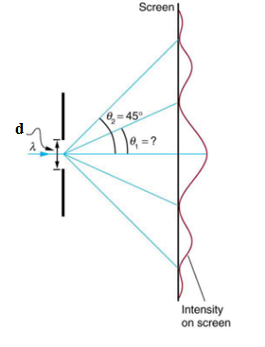 Screen
θ₂ = 45°
d
λ
θ₁ = ?
Intensity
on screen